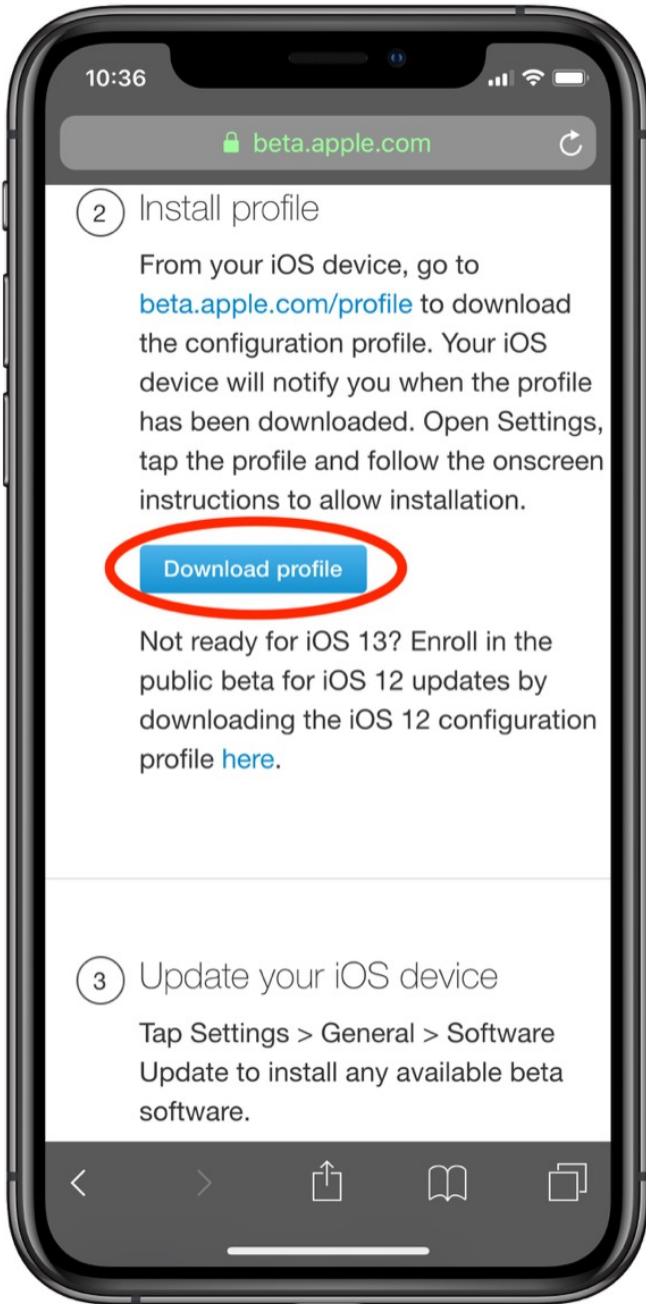 10:36
beta.apple.com
2 Install profile
From your iOS device, go to
beta.apple.com/profile to download
the configuration profile. Your iOS
device will notify you when the profile
has been downloaded. Open Settings,
tap the profile and follow the onscreen
instructions to allow installation.
Download profile
Not ready for iOS 13? Enroll in the
public beta for iOS 12 updates by
downloading the iOS 12 configuration
profile here.
3 Update your iOS device
Tap Settings > General > Software
Update to install any available beta
software.